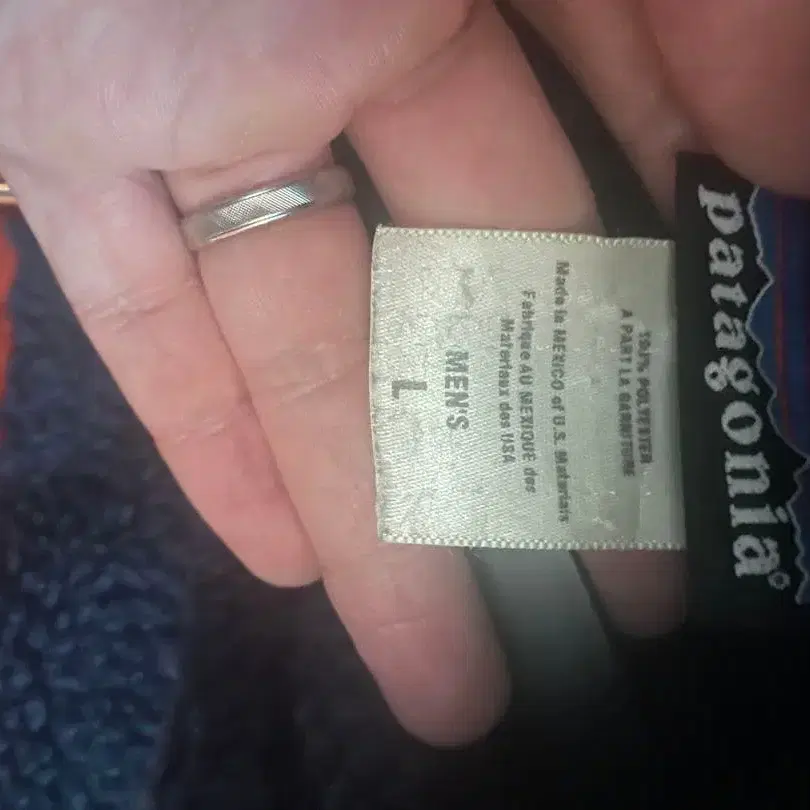 patagonia®
100% POLYESTER
A PART LA GARNITURE
Made in MEXICO of U.S. Materials
Fabrique AU MEXIQUE des
Materiaux des USA
MEN'S
L